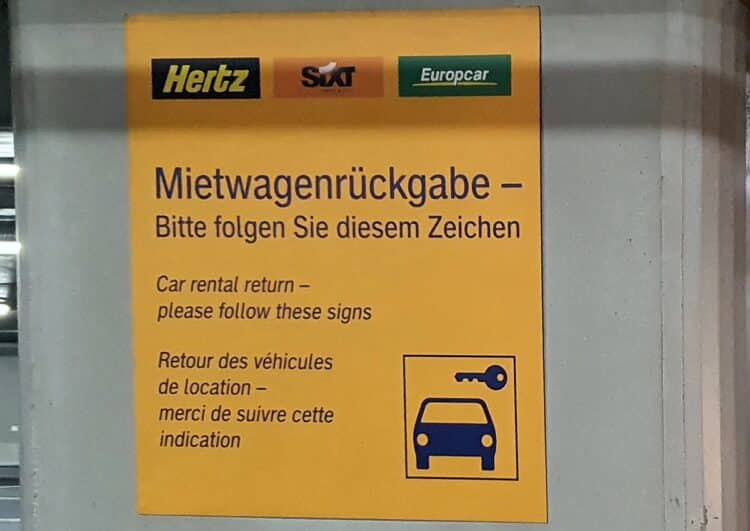 Hertz SIXT Europcar
Mietwagenrückgabe –
Bitte folgen Sie diesem Zeichen
Car rental return –
please follow these signs
Retour des véhicules
de location –
merci de suivre cette
indication